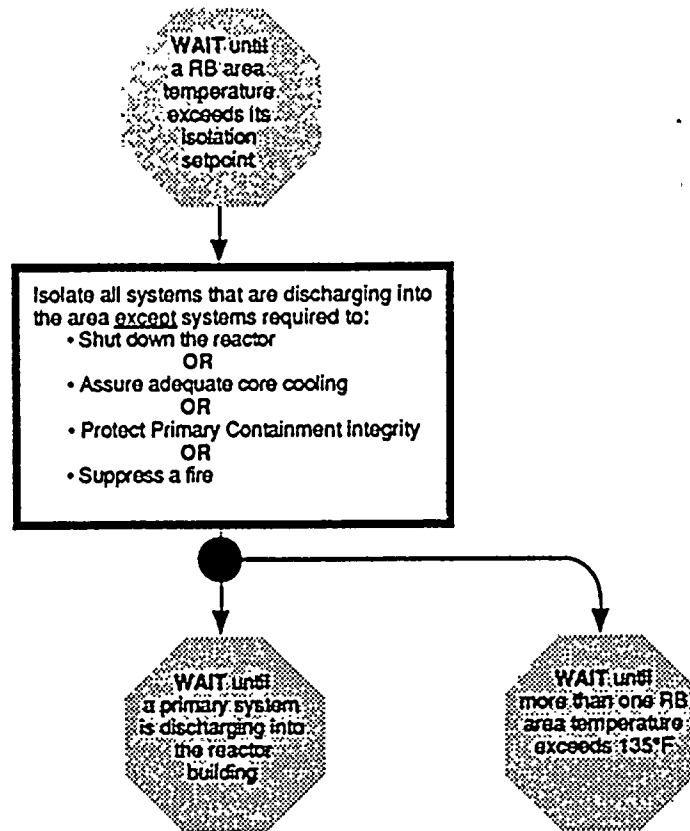 WAIT until
a RB area
temperature
exceeds its
isolation
setpoint
Isolate all systems that are discharging into
the area except systems required to:
• Shut down the reactor
OR
• Assure adequate core cooling
OR
• Protect Primary Containment integrity
OR
• Suppress a fire
WAIT until
a primary system
is discharging into
the reactor
building
WAIT until
more than one RB
area temperature
exceeds 135°F